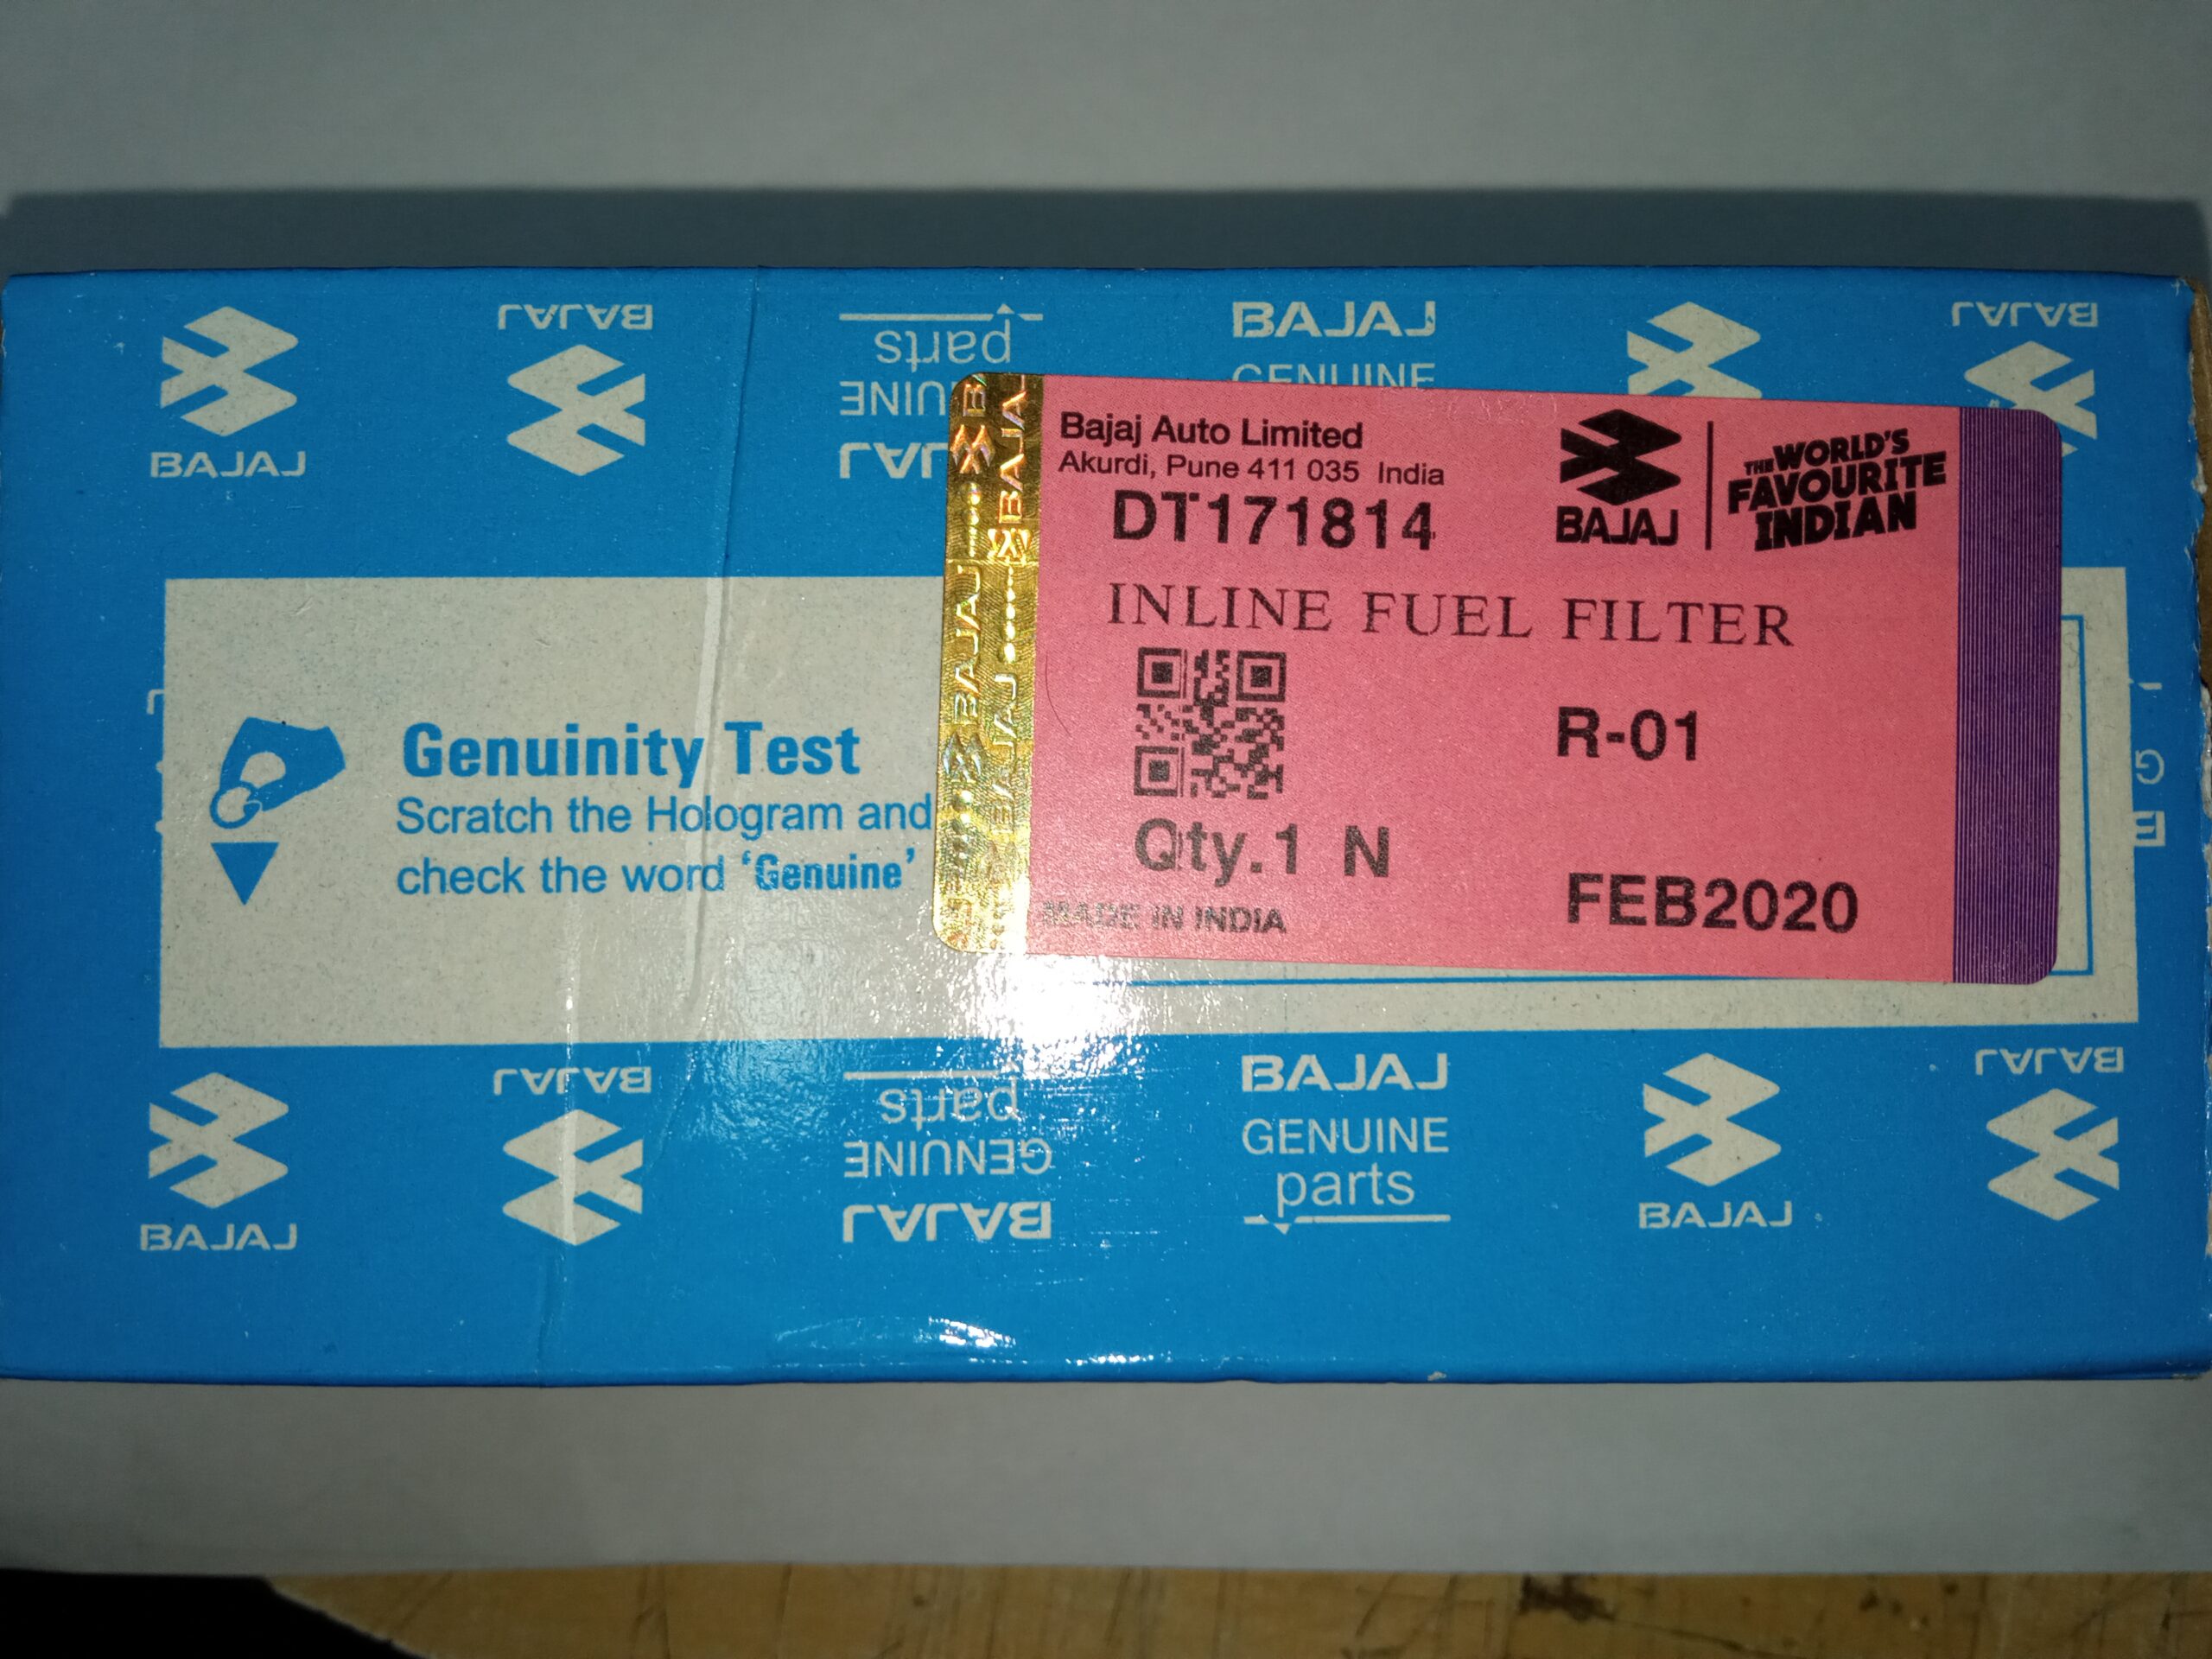 BAJAJ
BAJAJ
BAJAJ
GENUINE
parts
BAJAJ
GENUINE
BAJAJ
Bajaj Auto Limited
Akurdi, Pune 411 035 India
DT171814
BAJAJ
THE WORLD'S
FAVOURITE
INDIAN
INLINE FUEL FILTER
R-01
Qty.1 N
MADE IN INDIA
FEB2020
BAJAJ
BAJAJ
Genuinity Test
Scratch the Hologram and
check the word 'Genuine'
BAJAJ
BAJAJ
BAJAJ
GENUINE
parts
BAJAJ
GENUINE
parts
BAJAJ
BAJAJ